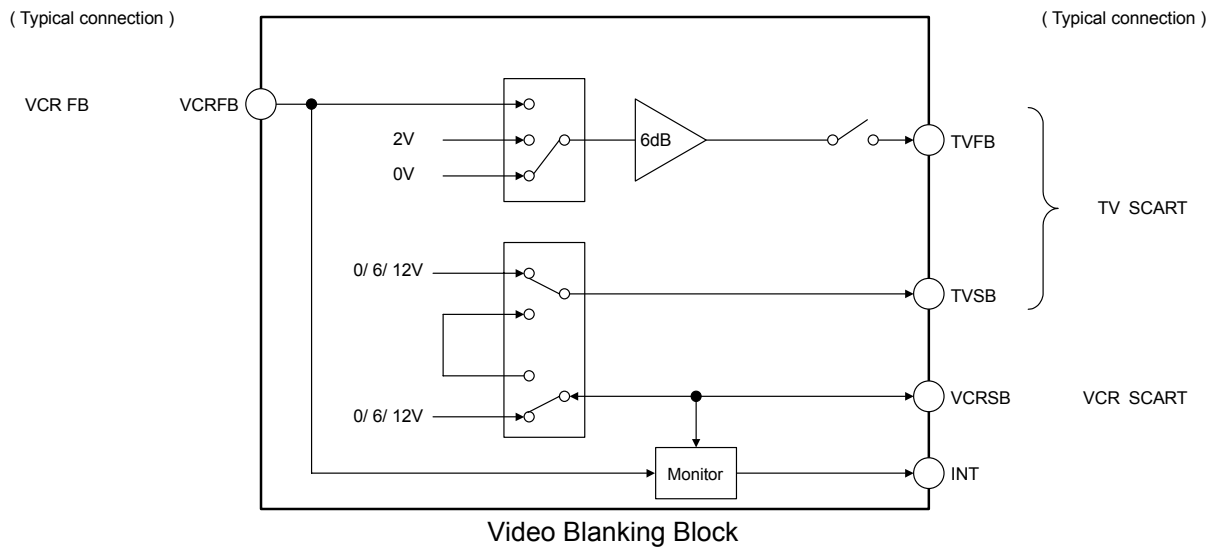 ( Typical connection )
( Typical connection )
VCR FB
VCRFB
2V
0V
6dB
TVFB
TV SCART
0/ 6/ 12V
TVSB
0/ 6/ 12V
VCRSB
VCR SCART
Monitor
INT
Video Blanking Block